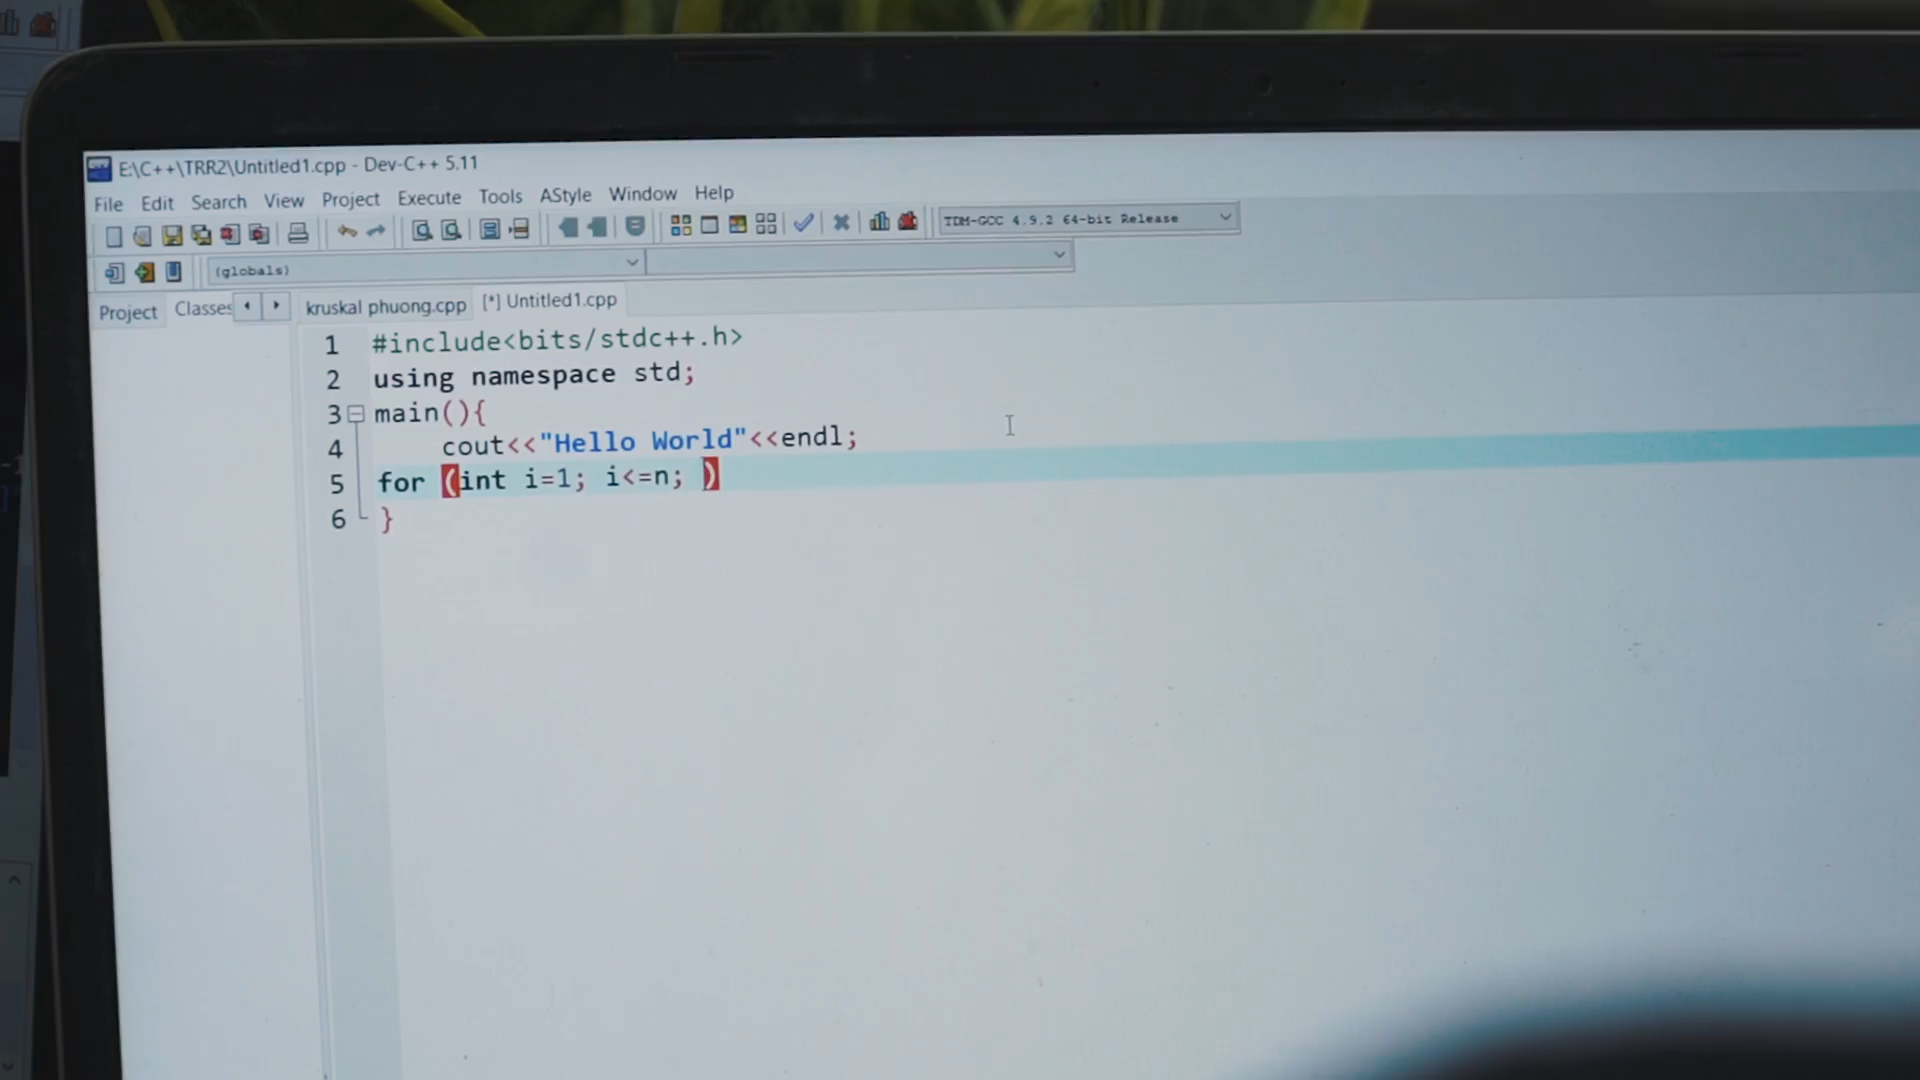 E:\C++\TRR2\Untitled1.cpp - Dev-C++ 5.11
File Edit Search View Project Execute Tools AStyle Window Help
TDM-GCC 4.9.2 64-bit Release
(globals)
Project Classes kruskal phuong.cpp [*] Untitled1.cpp
1 #include<bits/stdc++.h>
2 using namespace std;
3 main(){
4 cout<<"Hello World"<<endl;
5 for (int i=1; i<=n; )
6 }